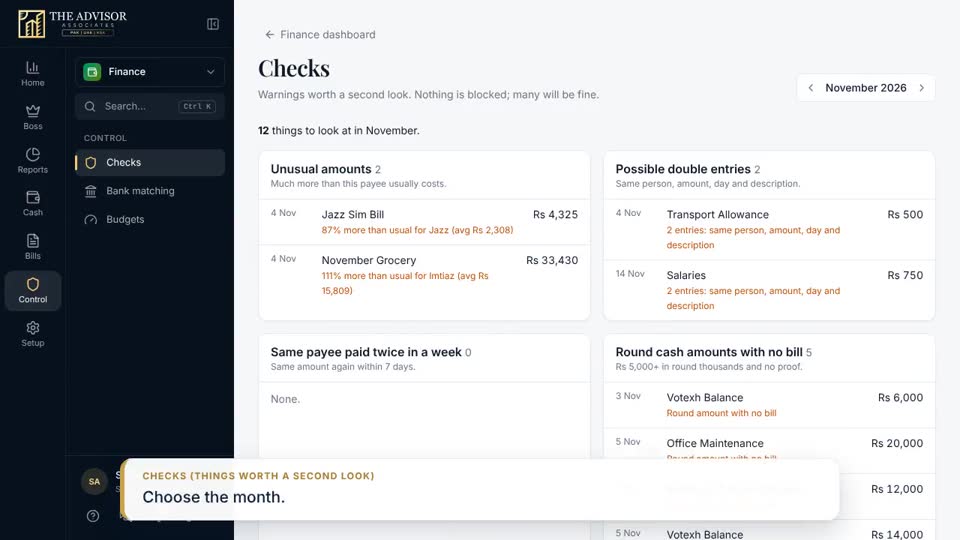 THE ADVISOR
ASSOCIATES
PAK | UAE | KSA
Home
Boss
Reports
Cash
Bills
Control
Setup
Finance
Search...
Ctrl K
CONTROL
Checks
Bank matching
Budgets
SA
Finance dashboard
Checks
Warnings worth a second look. Nothing is blocked; many will be fine.
November 2026
12 things to look at in November.
Unusual amounts 2
Much more than this payee usually costs.
4 Nov Jazz Sim Bill Rs 4,325
87% more than usual for Jazz (avg Rs 2,308)
4 Nov November Grocery Rs 33,430
111% more than usual for Imtiaz (avg Rs
15,809)
Possible double entries 2
Same person, amount, day and description.
4 Nov Transport Allowance Rs 500
2 entries: same person, amount, day and
description
14 Nov Salaries Rs 750
2 entries: same person, amount, day and
description
Same payee paid twice in a week 0
Same amount again within 7 days.
None.
Round cash amounts with no bill 5
Rs 5,000+ in round thousands and no proof.
3 Nov Votexh Balance Rs 6,000
Round amount with no bill
5 Nov Office Maintenance Rs 20,000
Round amount with no bill
Rs 12,000
5 Nov Votexh Balance Rs 14,000
CHECKS (THINGS WORTH A SECOND LOOK)
Choose the month.